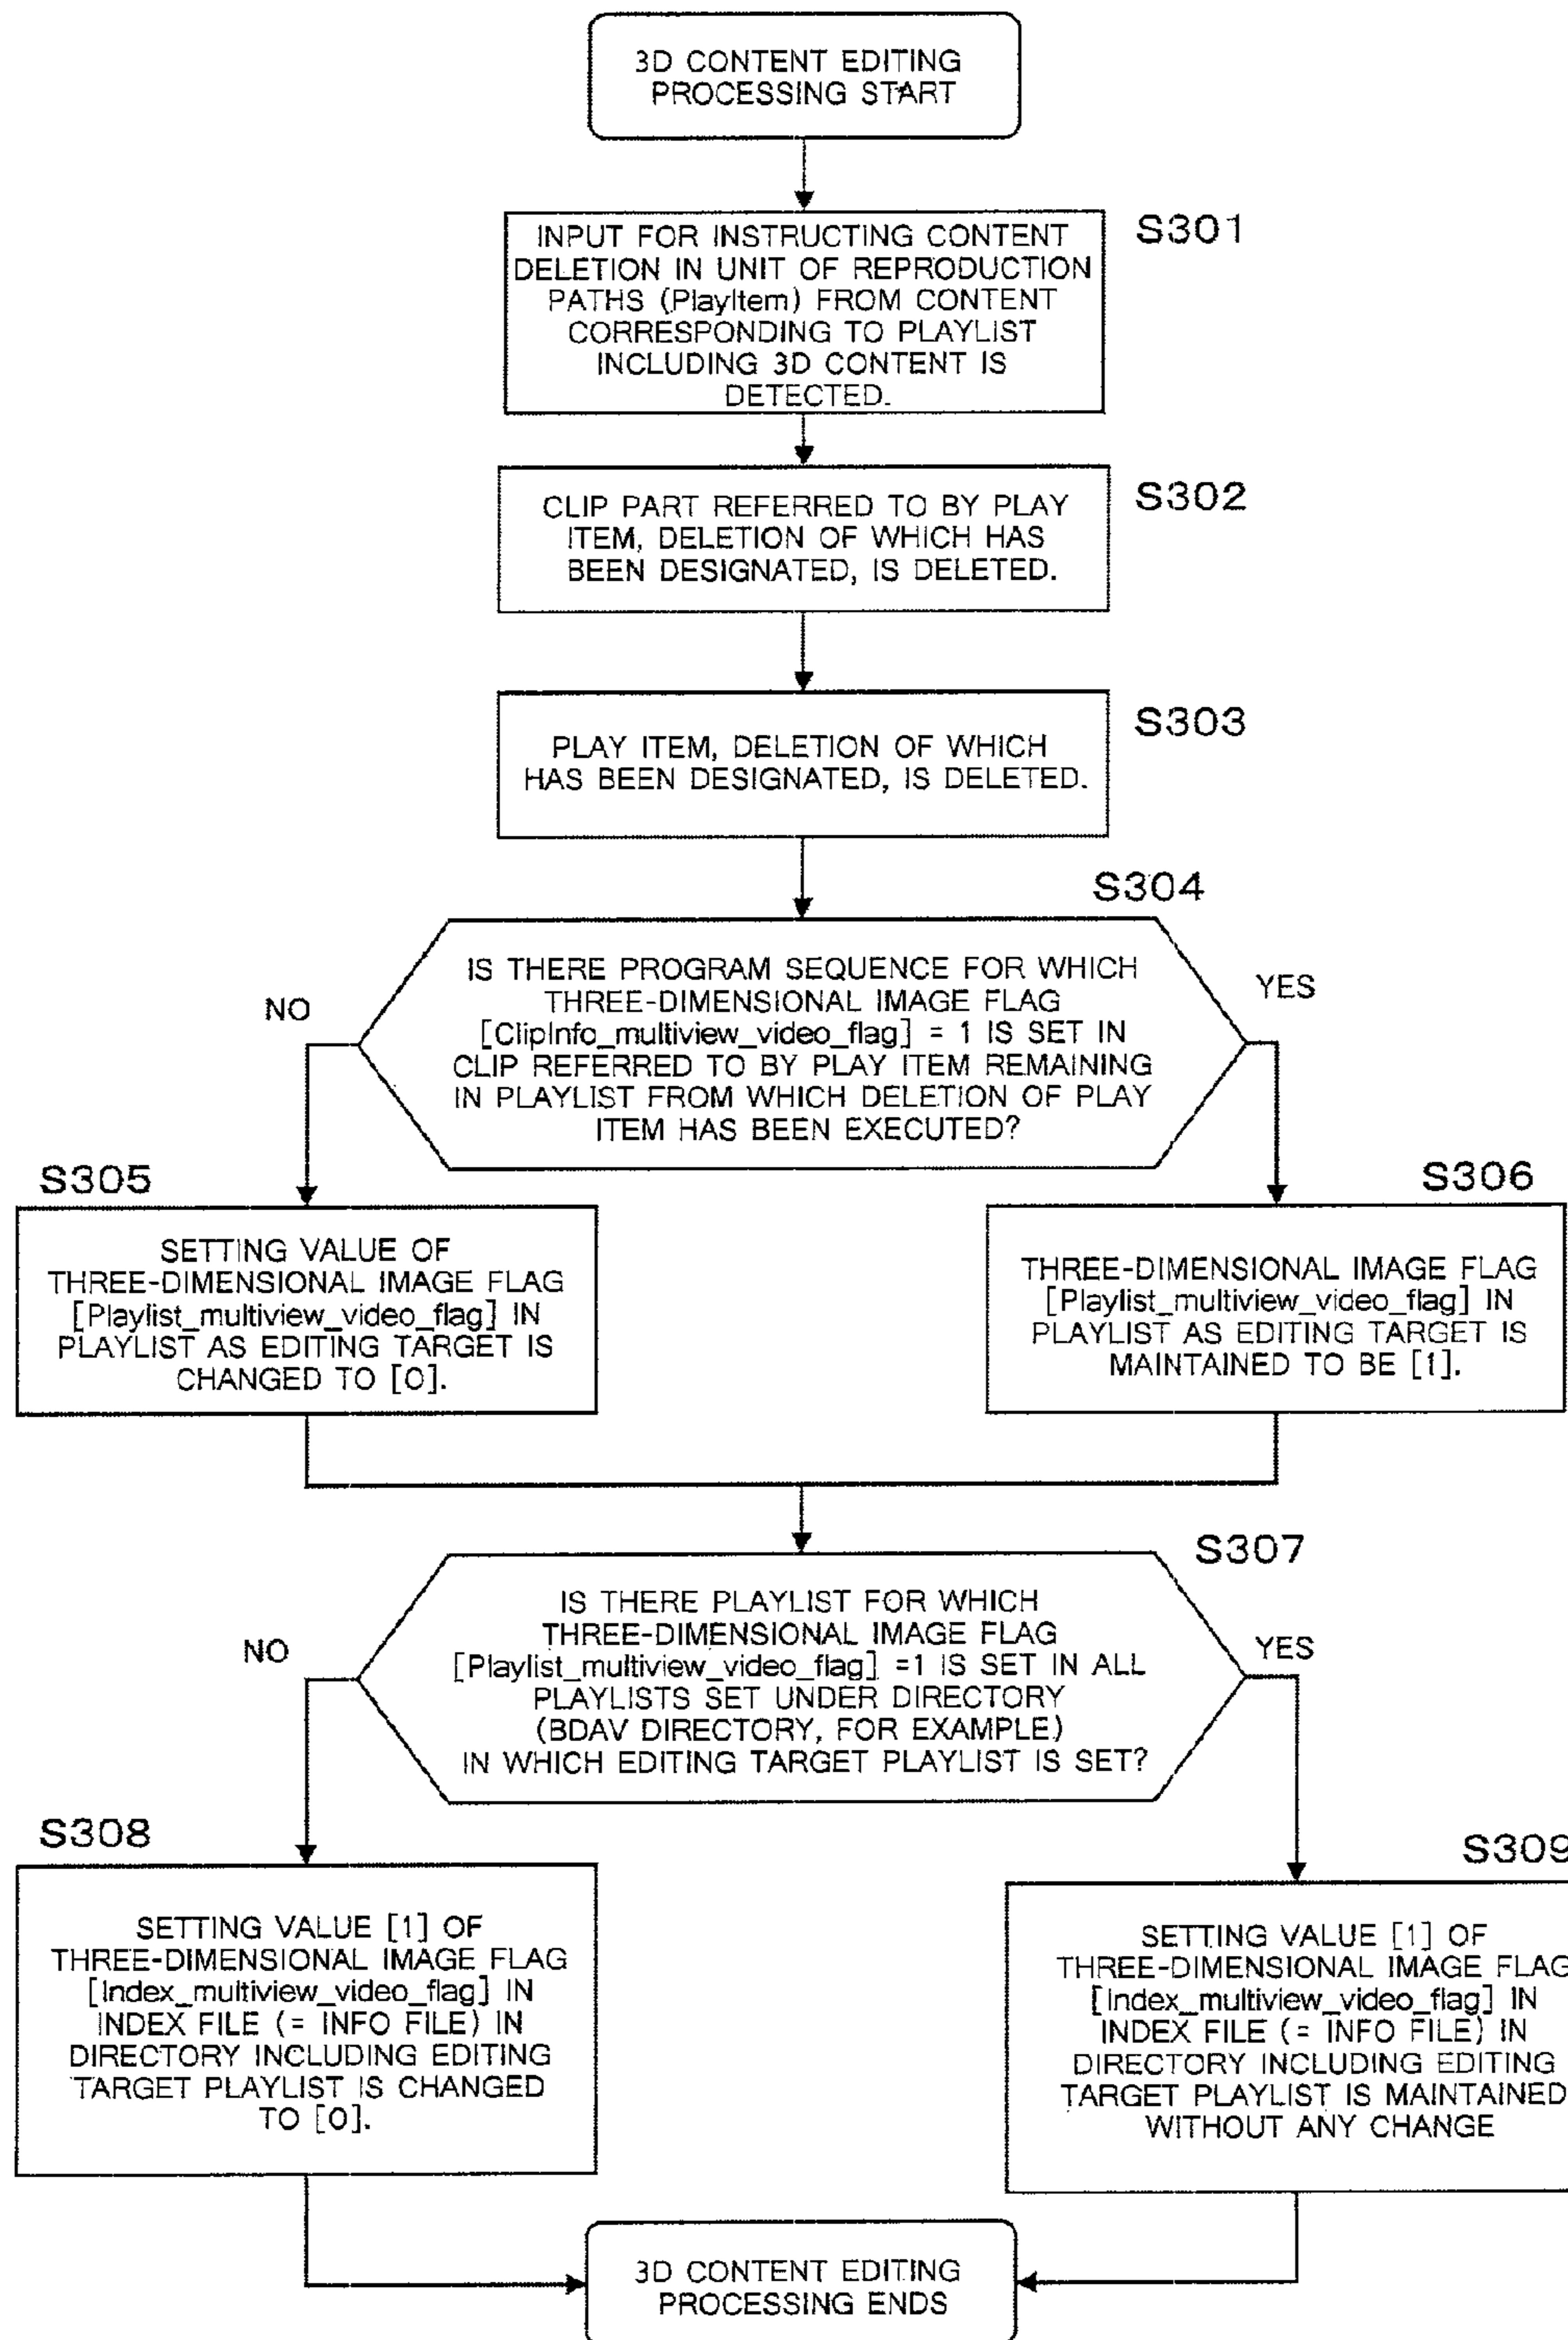 3D CONTENT EDITING
PROCESSING START
S301
INPUT FOR INSTRUCTING CONTENT
DELETION IN UNIT OF REPRODUCTION
PATHS (PlayItem) FROM CONTENT
CORRESPONDING TO PLAYLIST
INCLUDING 3D CONTENT IS
DETECTED.
S302
CLIP PART REFERRED TO BY PLAY
ITEM, DELETION OF WHICH HAS
BEEN DESIGNATED, IS DELETED.
S303
PLAY ITEM, DELETION OF WHICH
HAS BEEN DESIGNATED, IS DELETED.
S304
IS THERE PROGRAM SEQUENCE FOR WHICH
THREE-DIMENSIONAL IMAGE FLAG
[ClipInfo_multiview_video_flag] = 1 IS SET IN
CLIP REFERRED TO BY PLAY ITEM REMAINING
IN PLAYLIST FROM WHICH DELETION OF PLAY
ITEM HAS BEEN EXECUTED?
NO
YES
S305
SETTING VALUE OF
THREE-DIMENSIONAL IMAGE FLAG
[Playlist_multiview_video_flag] IN
PLAYLIST AS EDITING TARGET IS
CHANGED TO [0].
S306
THREE-DIMENSIONAL IMAGE FLAG
[Playlist_multiview_video_flag] IN
PLAYLIST AS EDITING TARGET IS
MAINTAINED TO BE [1].
S307
IS THERE PLAYLIST FOR WHICH
THREE-DIMENSIONAL IMAGE FLAG
[Playlist_multiview_video_flag] =1 IS SET IN ALL
PLAYLISTS SET UNDER DIRECTORY
(BDAV DIRECTORY, FOR EXAMPLE)
IN WHICH EDITING TARGET PLAYLIST IS SET?
NO
YES
S308
SETTING VALUE [1] OF
THREE-DIMENSIONAL IMAGE FLAG
[Index_multiview_video_flag] IN
INDEX FILE (= INFO FILE) IN
DIRECTORY INCLUDING EDITING
TARGET PLAYLIST IS CHANGED
TO [0].
S309
SETTING VALUE [1] OF
THREE-DIMENSIONAL IMAGE FLAG
[Index_multiview_video_flag] IN
INDEX FILE (= INFO FILE) IN
DIRECTORY INCLUDING EDITING
TARGET PLAYLIST IS MAINTAINED
WITHOUT ANY CHANGE
3D CONTENT EDITING
PROCESSING ENDS